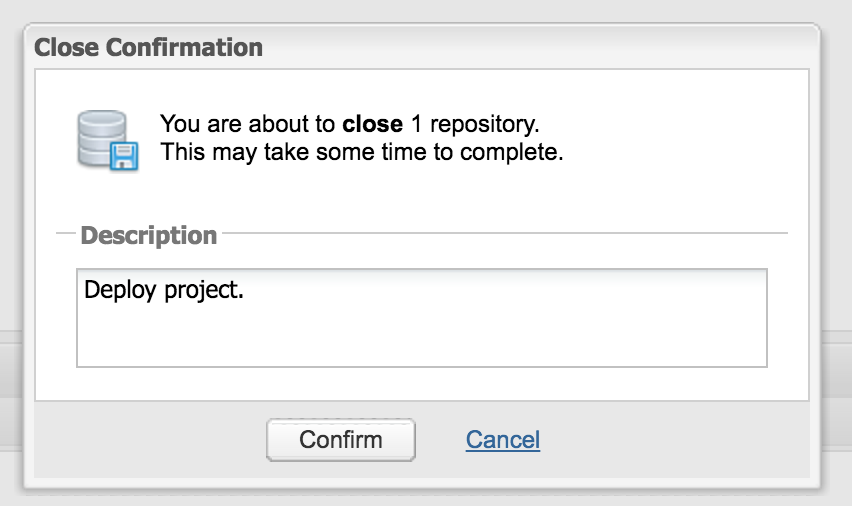 Close Confirmation
You are about to close 1 repository.
This may take some time to complete.
Description
Deploy project.
Confirm Cancel